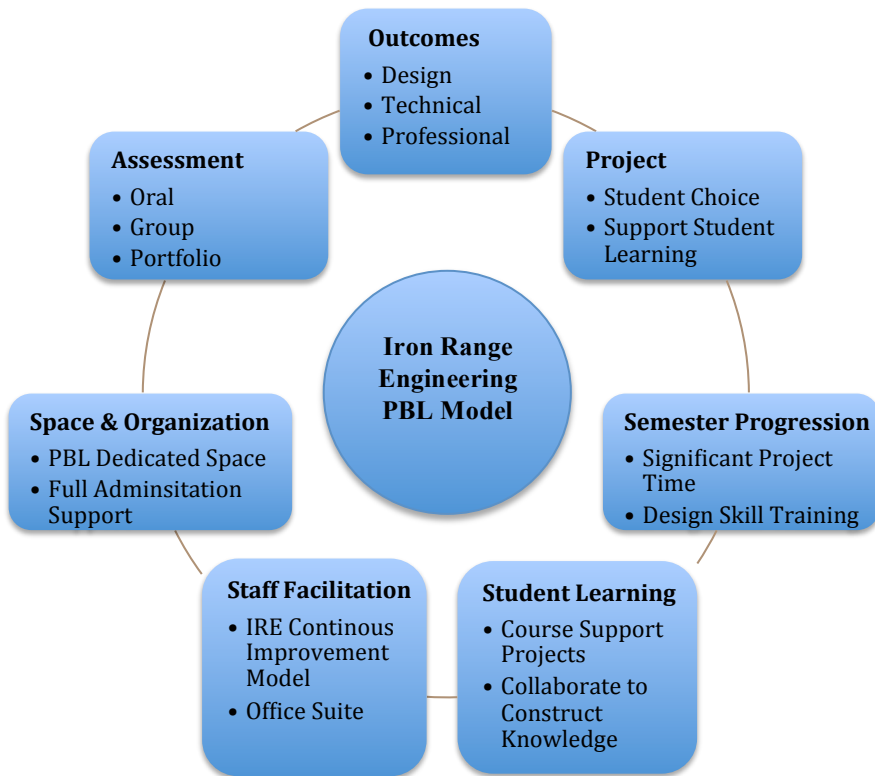 Outcomes
• Design
• Technical
• Professional
Project
• Student Choice
• Support Student
Learning
Semester Progression
• Significant Project
Time
• Design Skill Training
Student Learning
• Course Support
Projects
• Collaborate to
Construct
Knowledge
Staff Facilitation
• IRE Continous
Improvement
Model
• Office Suite
Space & Organization
• PBL Dedicated Space
• Full Adminsitation
Support
Assessment
• Oral
• Group
• Portfolio
Iron Range
Engineering
PBL Model